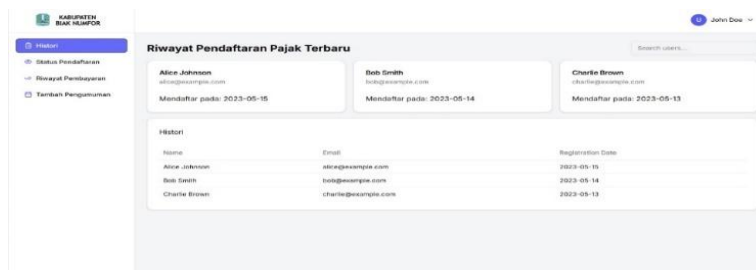 KABUPATEN
BIAK NUMFOR
John Doe
Histori
Status Pendaftaran
Riwayat Pembayaran
Tambah Pengumuman
Riwayat Pendaftaran Pajak Terbaru
Search users...
Alice Johnson
alice@example.com
Mendaftar pada: 2023-05-15
Bob Smith
bob@example.com
Mendaftar pada: 2023-05-14
Charlie Brown
charlie@example.com
Mendaftar pada: 2023-05-13
Histori
Name Email Registration Date
Alice Johnson alice@example.com 2023-05-15
Bob Smith bob@example.com 2023-05-14
Charlie Brown charlie@example.com 2023-05-13